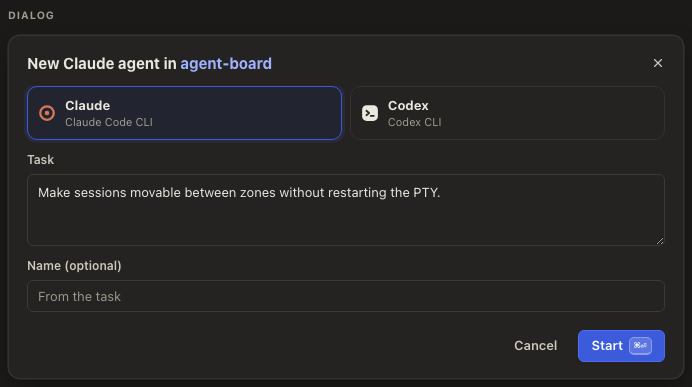 DIALOG
New Claude agent in agent-board
Claude
Claude Code CLI
Codex
Codex CLI
Task
Make sessions movable between zones without restarting the PTY.
Name (optional)
From the task
Cancel
Start ⌘⏎